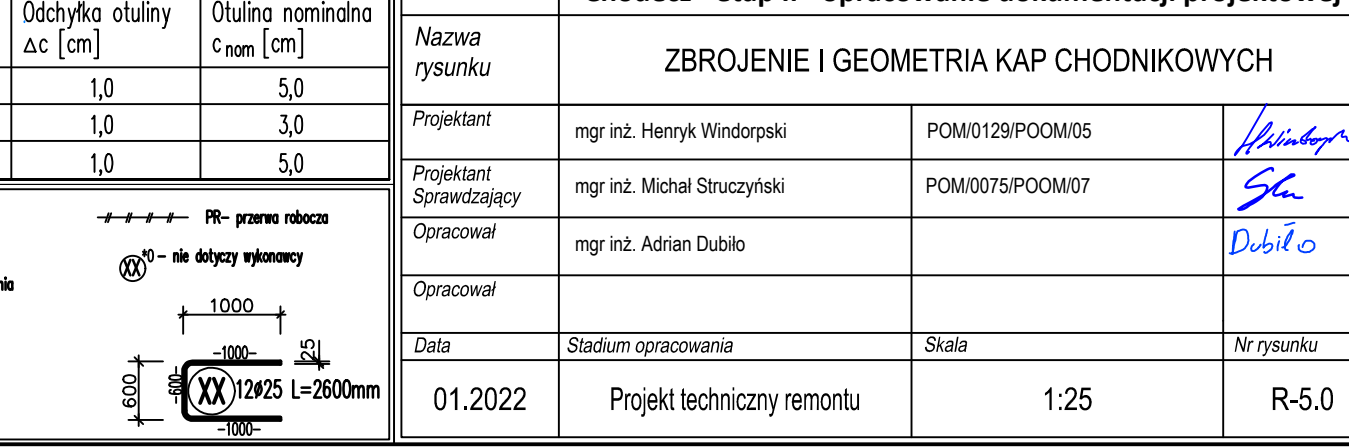 Odchyłka otuliny
Δc [cm]
Otulina nominalna
c nom [cm]
1,0 5,0
1,0 3,0
1,0 5,0
PR– przerwa robocza
XX *0 – nie dotyczy wykonawcy
1000
–1000–
25
600
–600–
XX 12ø25 L=2600mm
–1000–
Nazwa
rysunku
ZBROJENIE I GEOMETRIA KAP CHODNIKOWYCH
Projektant mgr inż. Henryk Windorpski POM/0129/POOM/05
Projektant
Sprawdzający
mgr inż. Michał Struczyński POM/0075/POOM/07
Opracował mgr inż. Adrian Dubiło Dubiło
Opracował
Data Stadium opracowania Skala Nr rysunku
01.2022 Projekt techniczny remontu 1:25 R-5.0